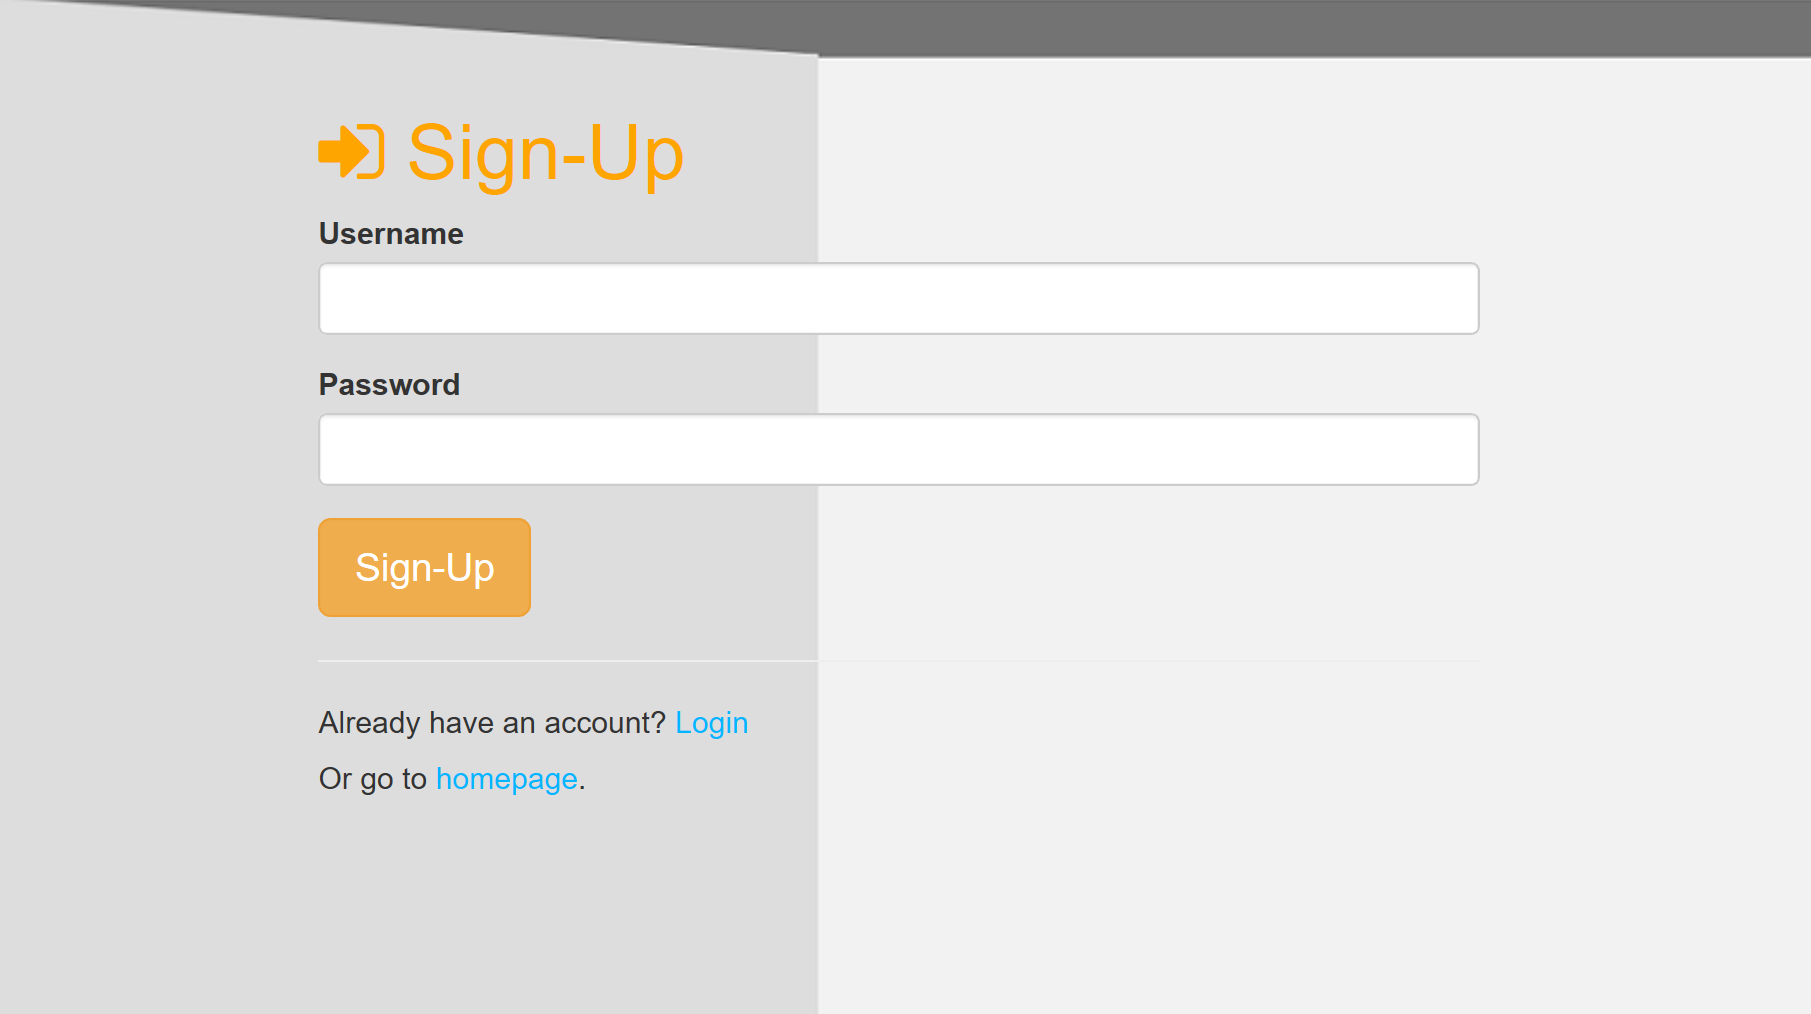 Sign-Up
Username
Password
Sign-Up
Already have an account? Login
Or go to homepage.